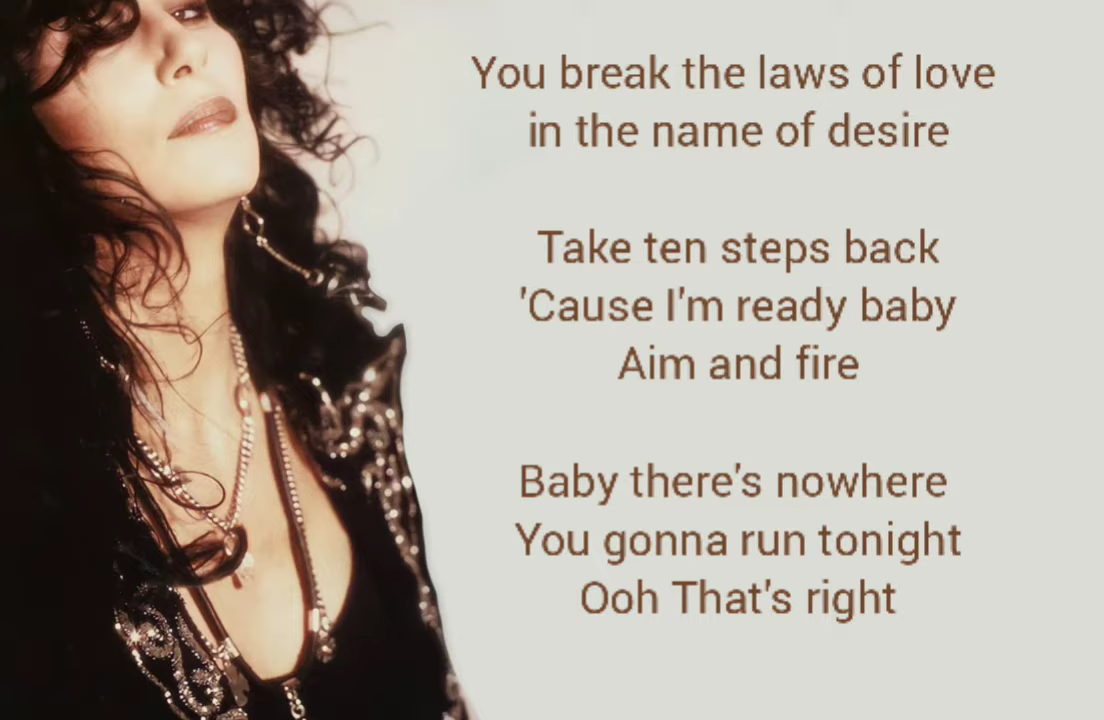 You break the laws of love
in the name of desire
Take ten steps back
'Cause I'm ready baby
Aim and fire
Baby there's nowhere
You gonna run tonight
Ooh That's right